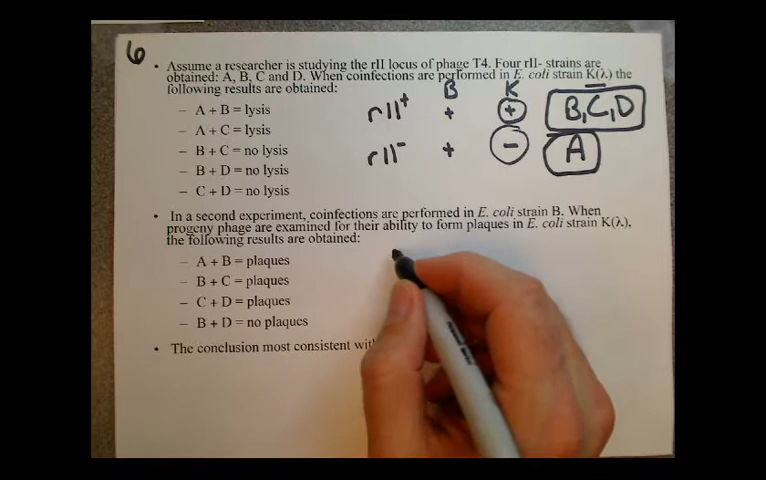 6
• Assume a researcher is studying the rII locus of phage T4. Four rII- strains are
obtained: A, B, C and D. When coinfections are performed in E. coli strain K(λ) the
following results are obtained:
– A + B = lysis
– A + C = lysis
– B + C = no lysis
– B + D = no lysis
– C + D = no lysis
B K
rII+ + + B, C, D
rII- + - A
• In a second experiment, coinfections are performed in E. coli strain B. When
progeny phage are examined for their ability to form plaques in E. coli strain K(λ),
the following results are obtained:
– A + B = plaques
– B + C = plaques
– C + D = plaques
– B + D = no plaques
• The conclusion most consistent